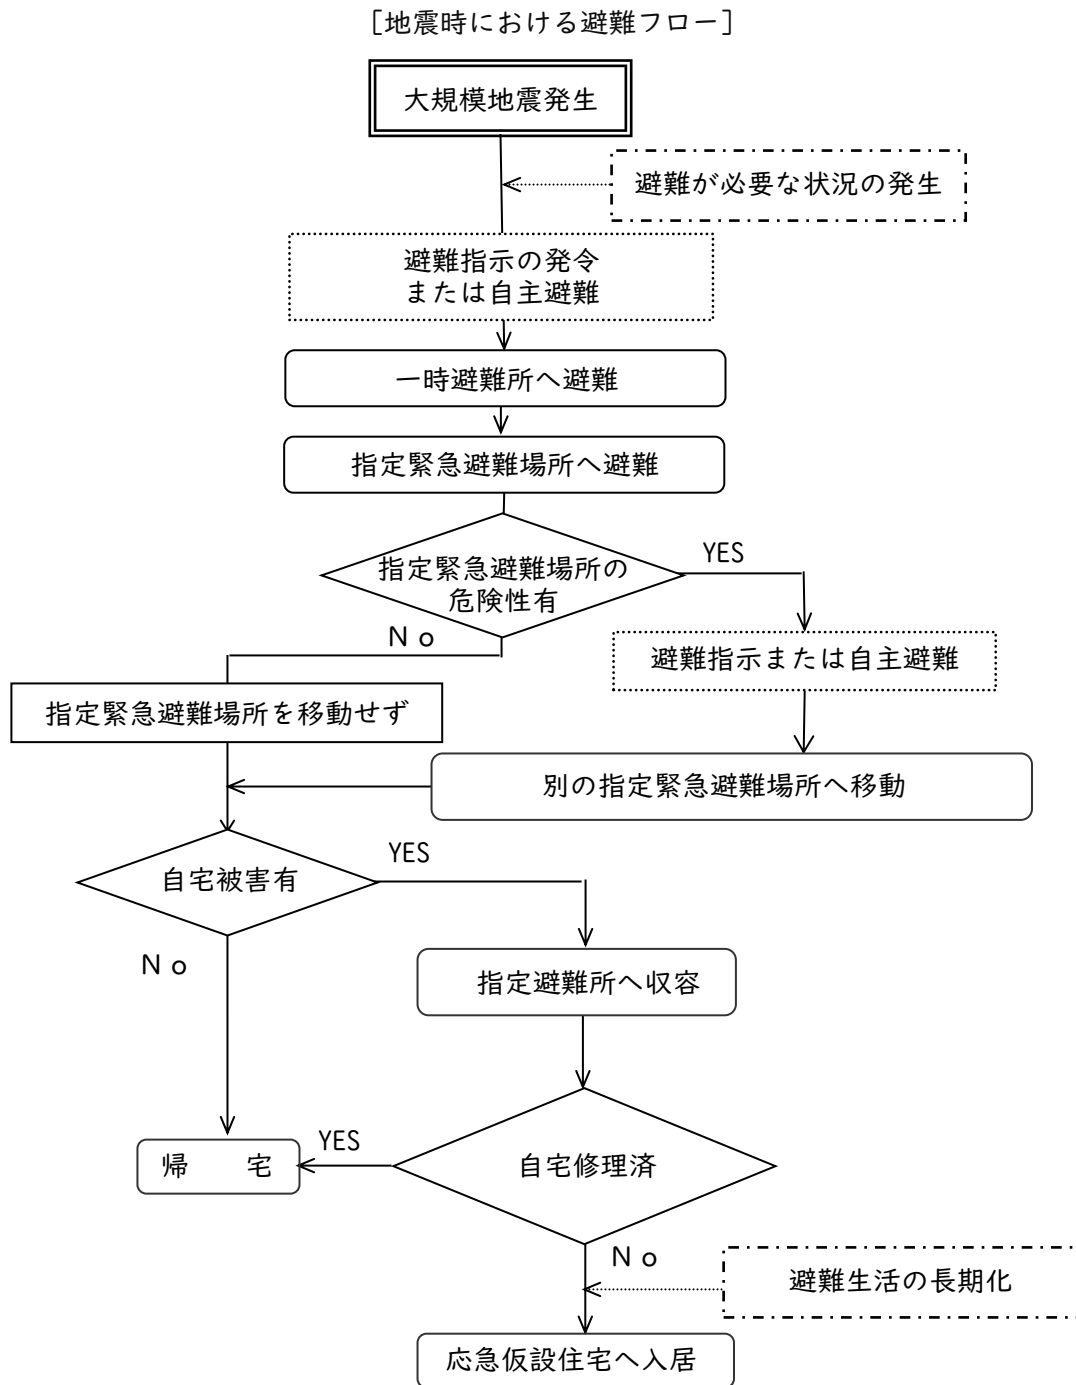 ［地震時における避難フロー］
大規模地震発生
避難が必要な状況の発生
避難指示の発令
または自主避難
一時避難所へ避難
指定緊急避難場所へ避難
指定緊急避難場所の
危険性有
YES
Ｎｏ
避難指示または自主避難
指定緊急避難場所を移動せず
別の指定緊急避難場所へ移動
自宅被害有
YES
Ｎｏ
指定避難所へ収容
自宅修理済
YES
帰　　宅
Ｎｏ
避難生活の長期化
応急仮設住宅へ入居